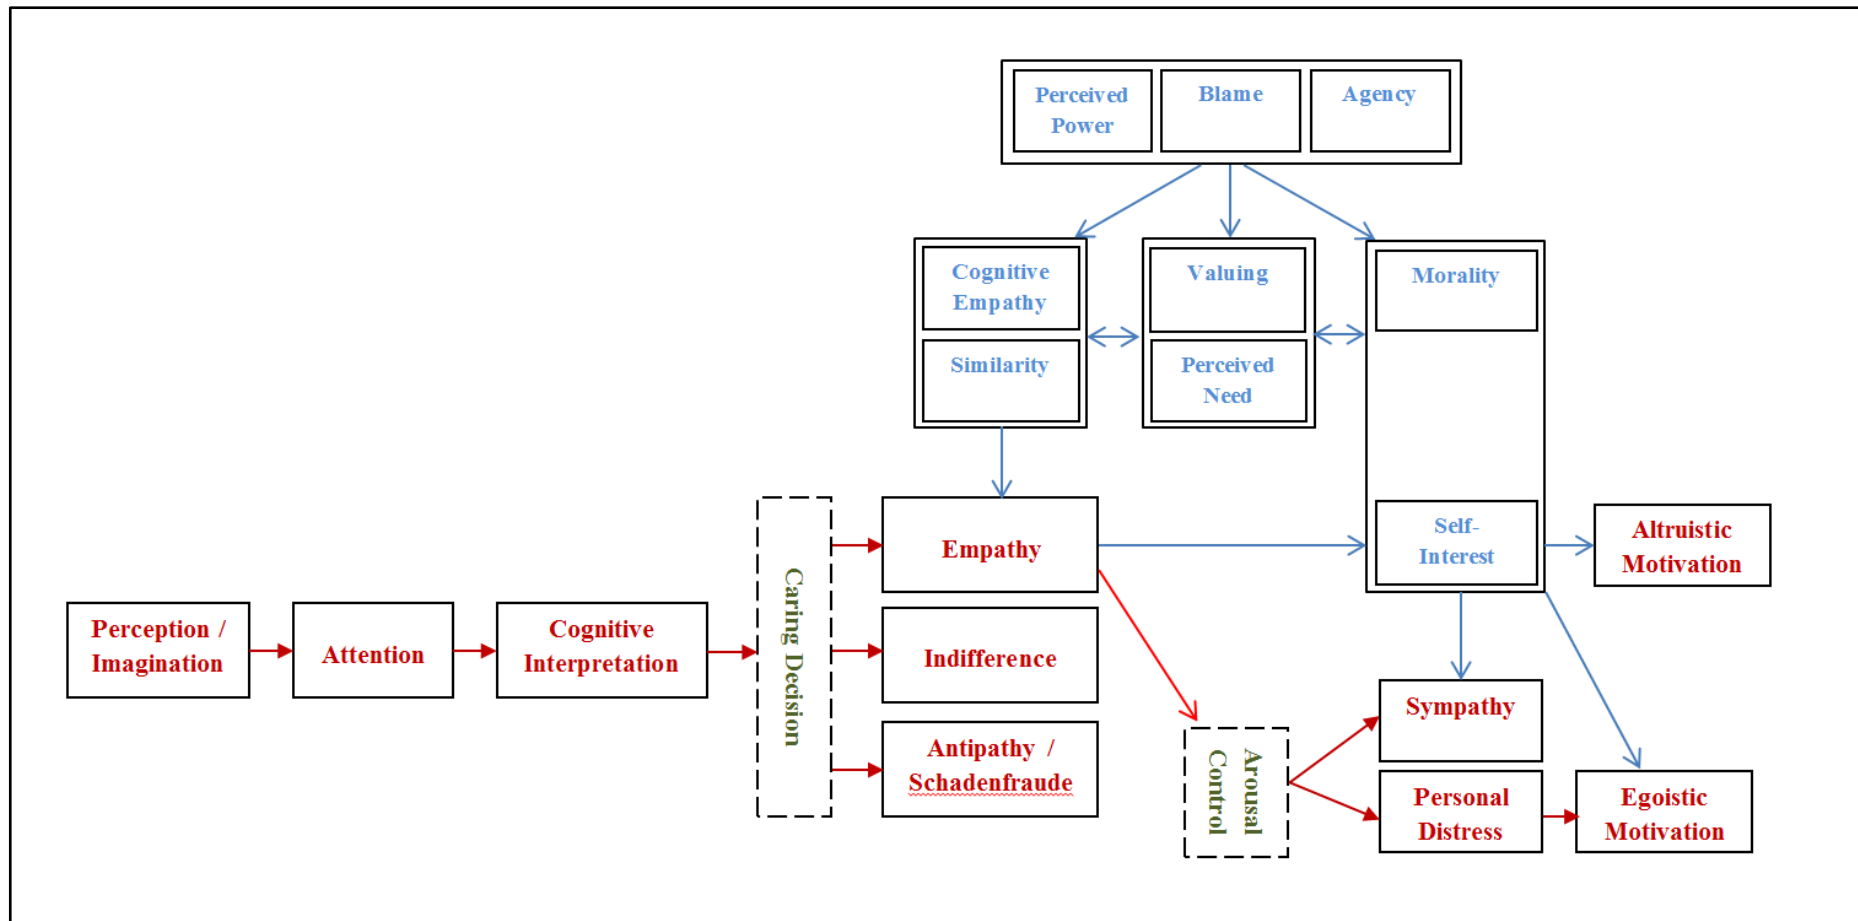 Perceived
Power
Blame
Agency
Cognitive
Empathy
Similarity
Valuing
Perceived
Need
Morality
Self-
Interest
Altruistic
Motivation
Perception /
Imagination
Attention
Cognitive
Interpretation
Caring Decision
Empathy
Indifference
Antipathy /
Schadenfraude
Arousal
Control
Sympathy
Personal
Distress
Egoistic
Motivation